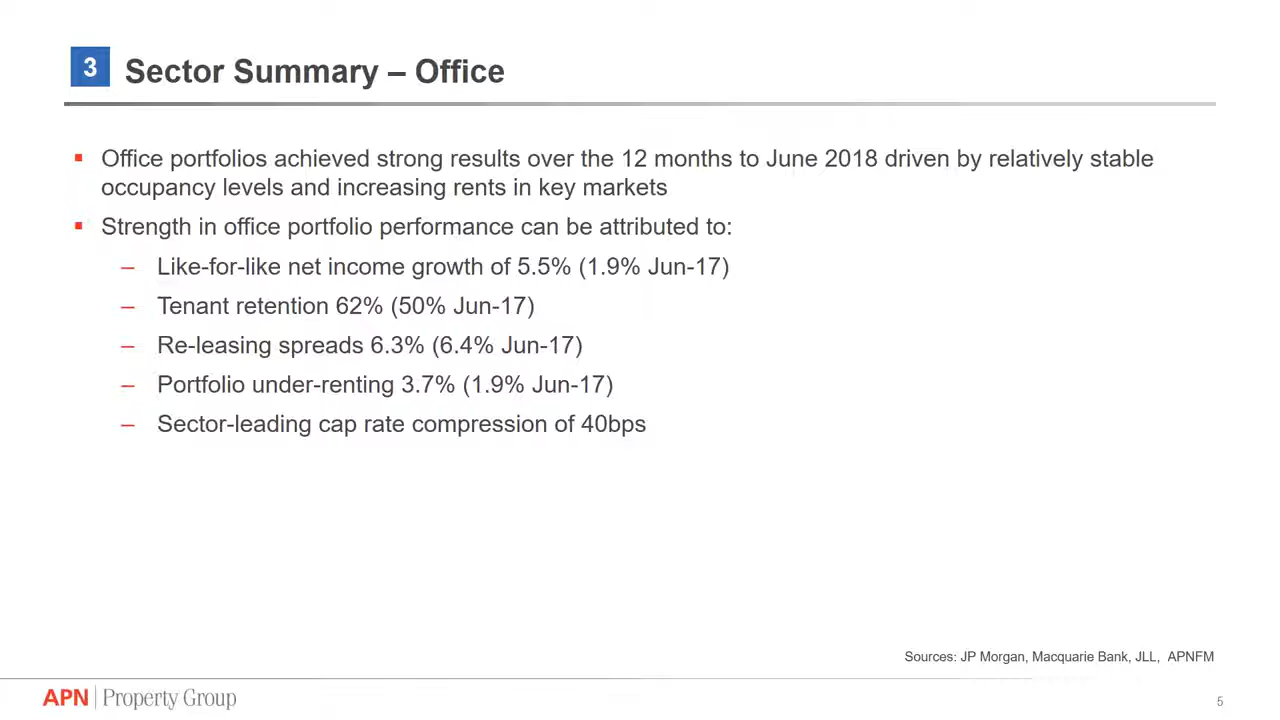 3
Sector Summary – Office
▪ Office portfolios achieved strong results over the 12 months to June 2018 driven by relatively stable
occupancy levels and increasing rents in key markets
▪ Strength in office portfolio performance can be attributed to:
– Like-for-like net income growth of 5.5% (1.9% Jun-17)
– Tenant retention 62% (50% Jun-17)
– Re-leasing spreads 6.3% (6.4% Jun-17)
– Portfolio under-renting 3.7% (1.9% Jun-17)
– Sector-leading cap rate compression of 40bps
Sources: JP Morgan, Macquarie Bank, JLL, APNFM
APN | Property Group
5